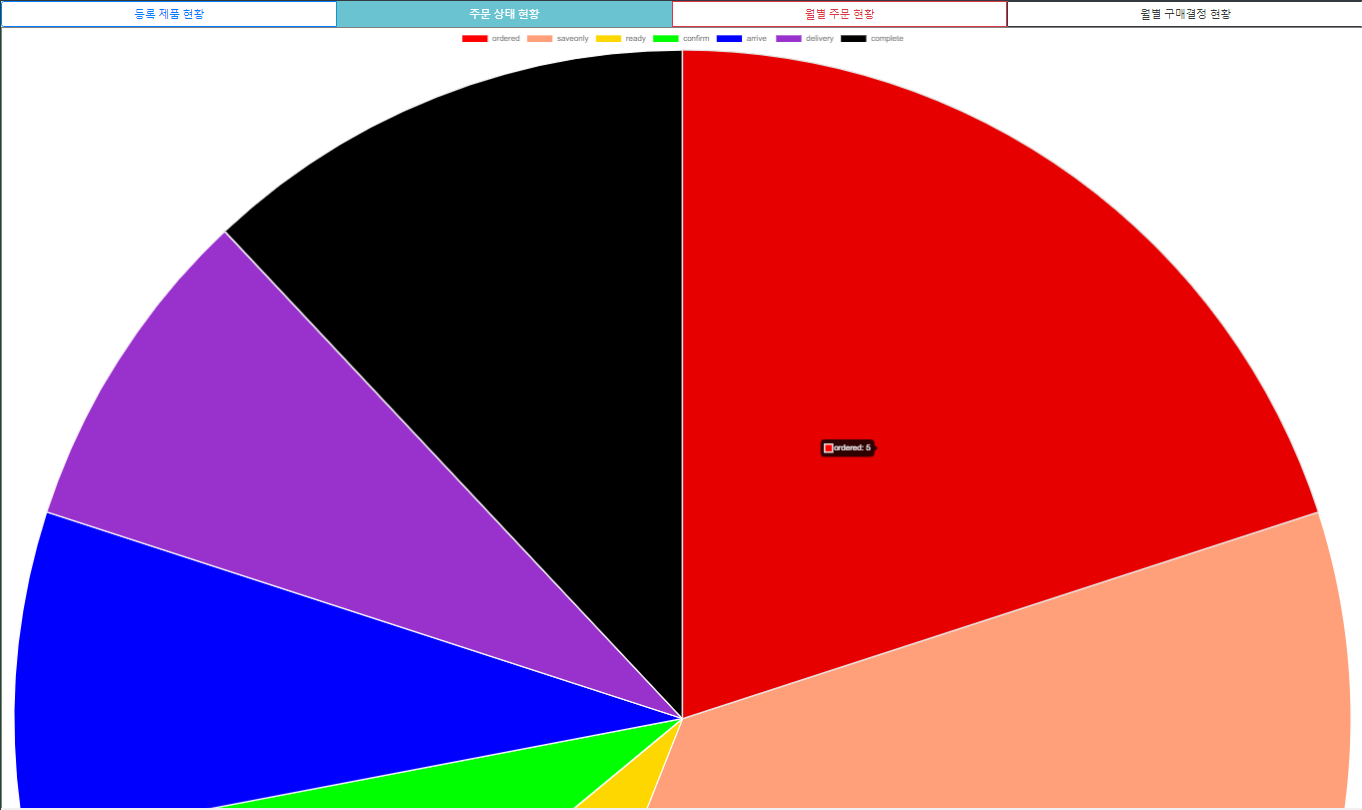 등록 제품 현황 주문 상태 현황 월별 주문 현황 월별 구매결정 현황
ordered saveonly ready confirm arrive delivery complete
ordered: 5